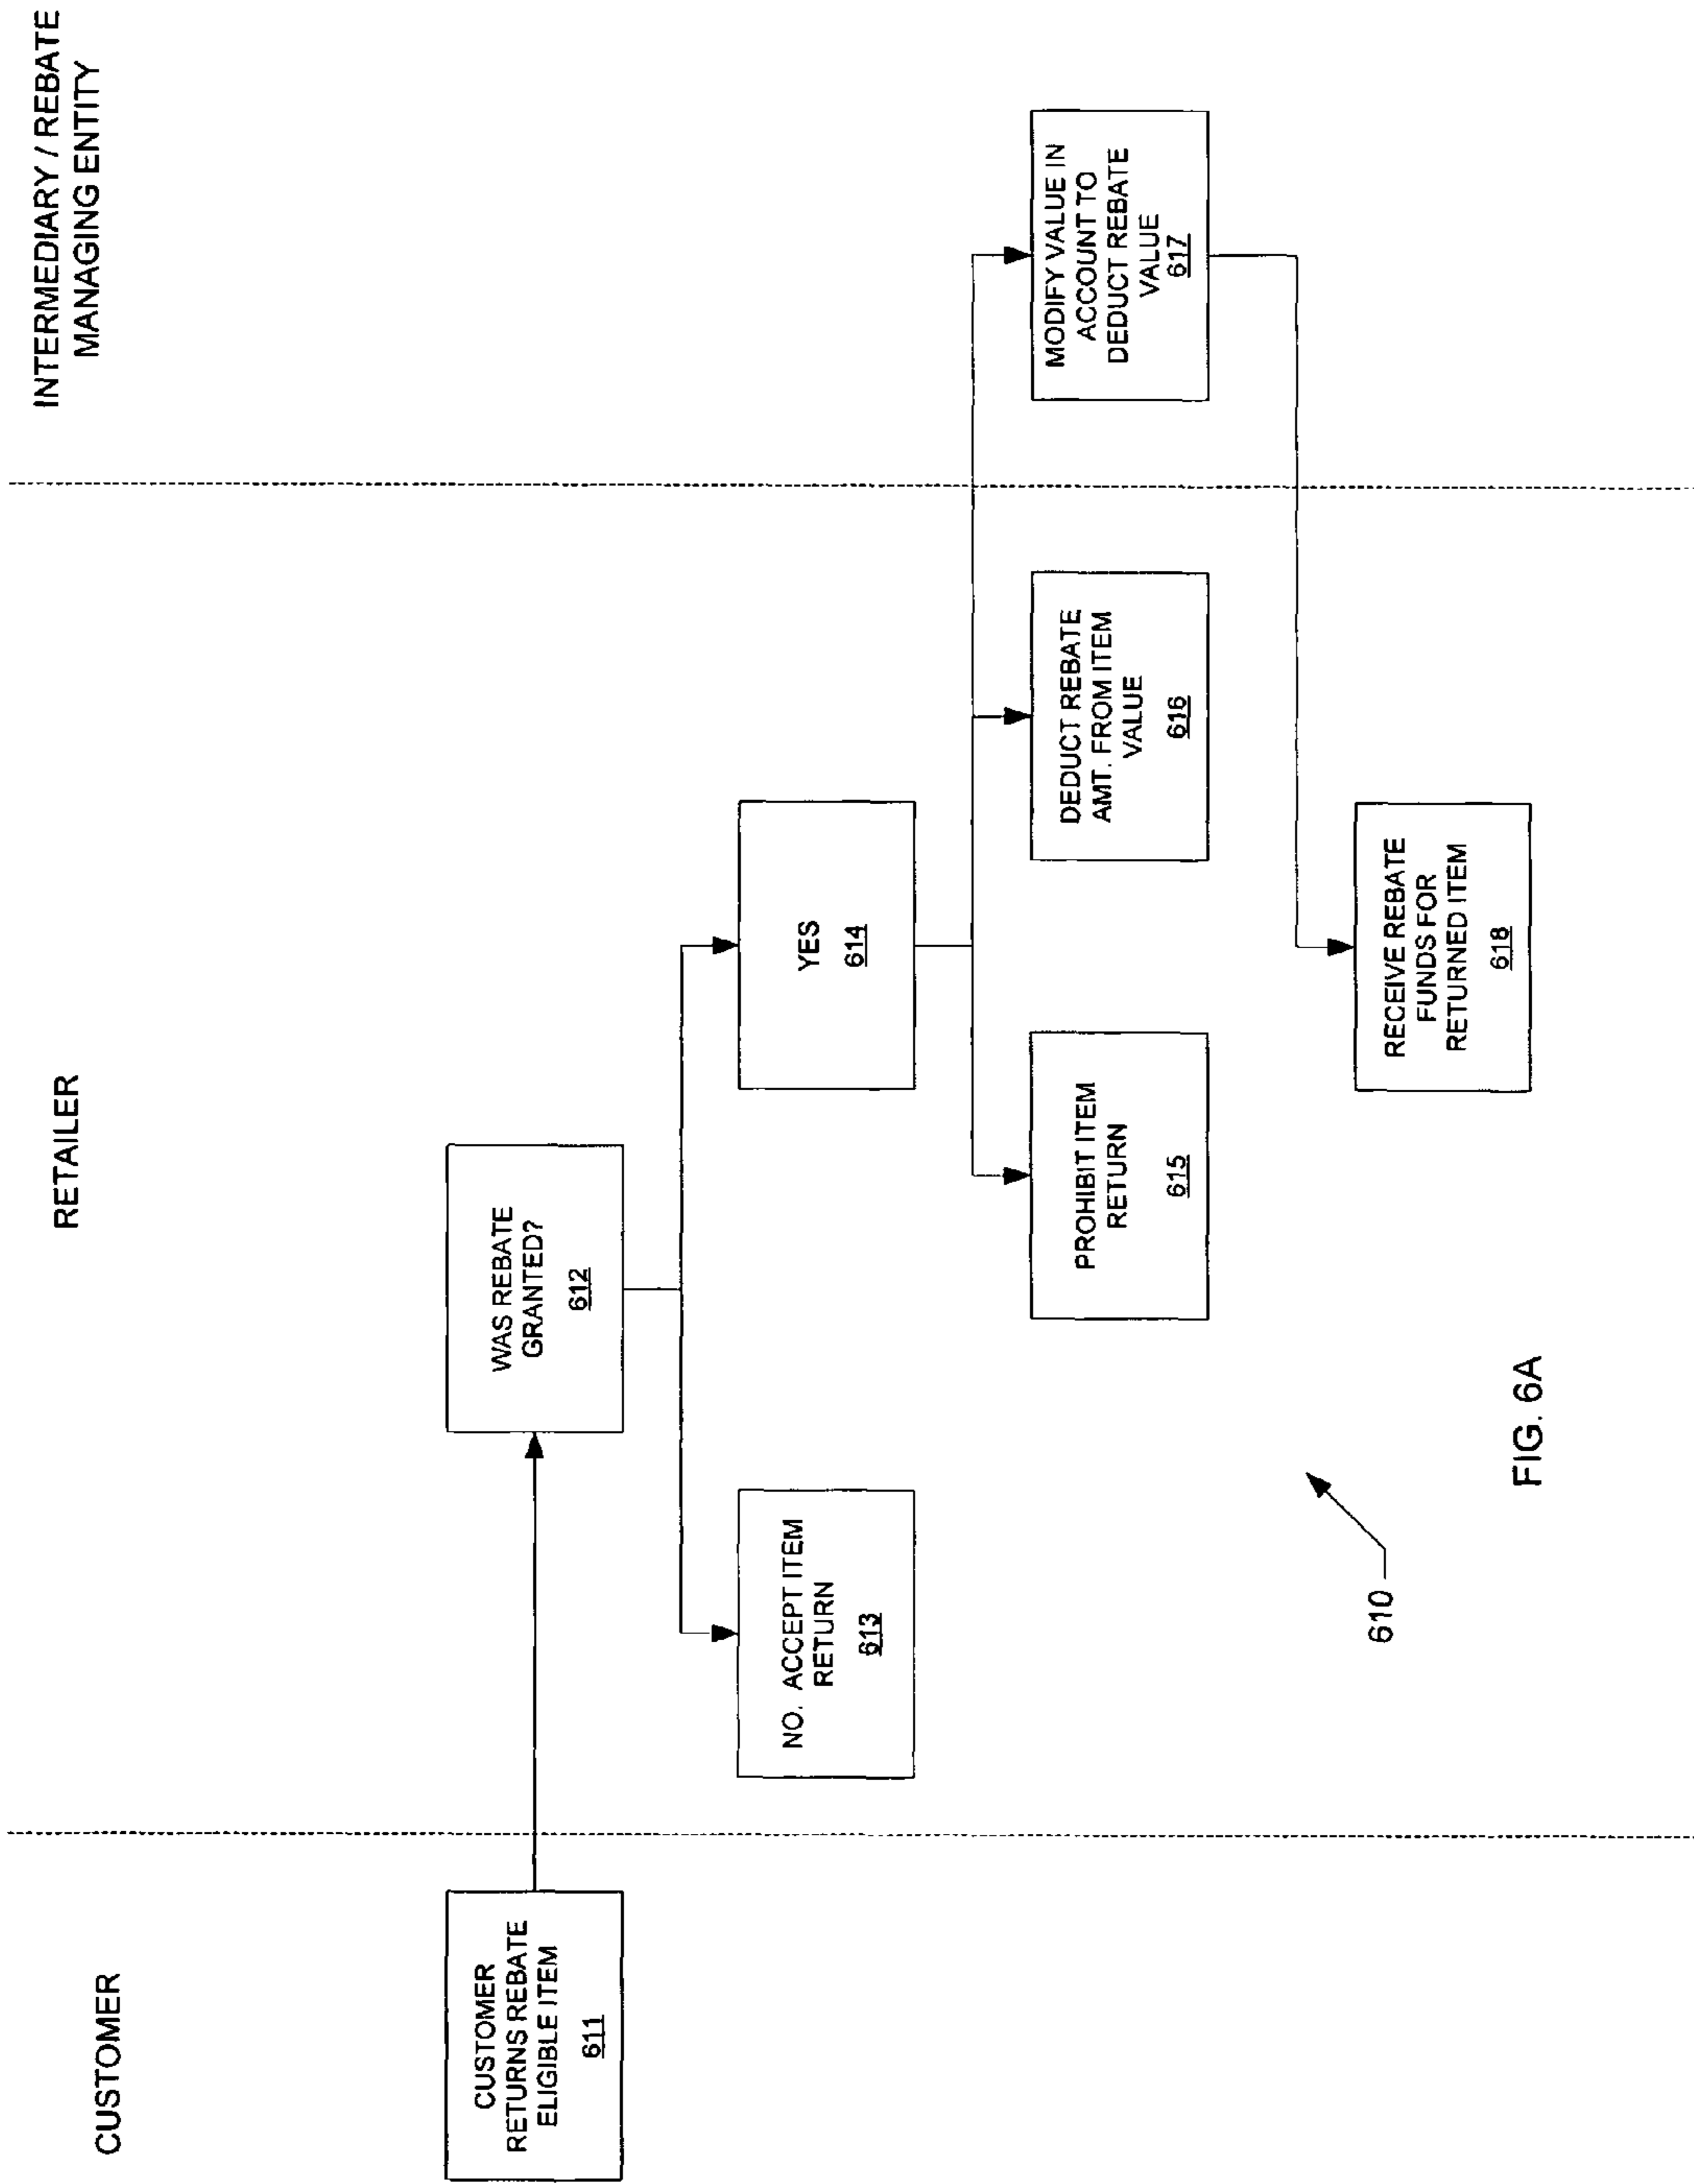 CUSTOMER
RETAILER
INTERMEDIARY / REBATE
MANAGING ENTITY
CUSTOMER
RETURNS REBATE
ELIGIBLE ITEM
611
WAS REBATE
GRANTED?
612
NO. ACCEPT ITEM
RETURN
613
YES
614
PROHIBIT ITEM
RETURN
615
DEDUCT REBATE
AMT. FROM ITEM
VALUE
616
MODIFY VALUE IN
ACCOUNT TO
DEDUCT REBATE
VALUE
617
RECEIVE REBATE
FUNDS FOR
RETURNED ITEM
618
610
FIG. 6A